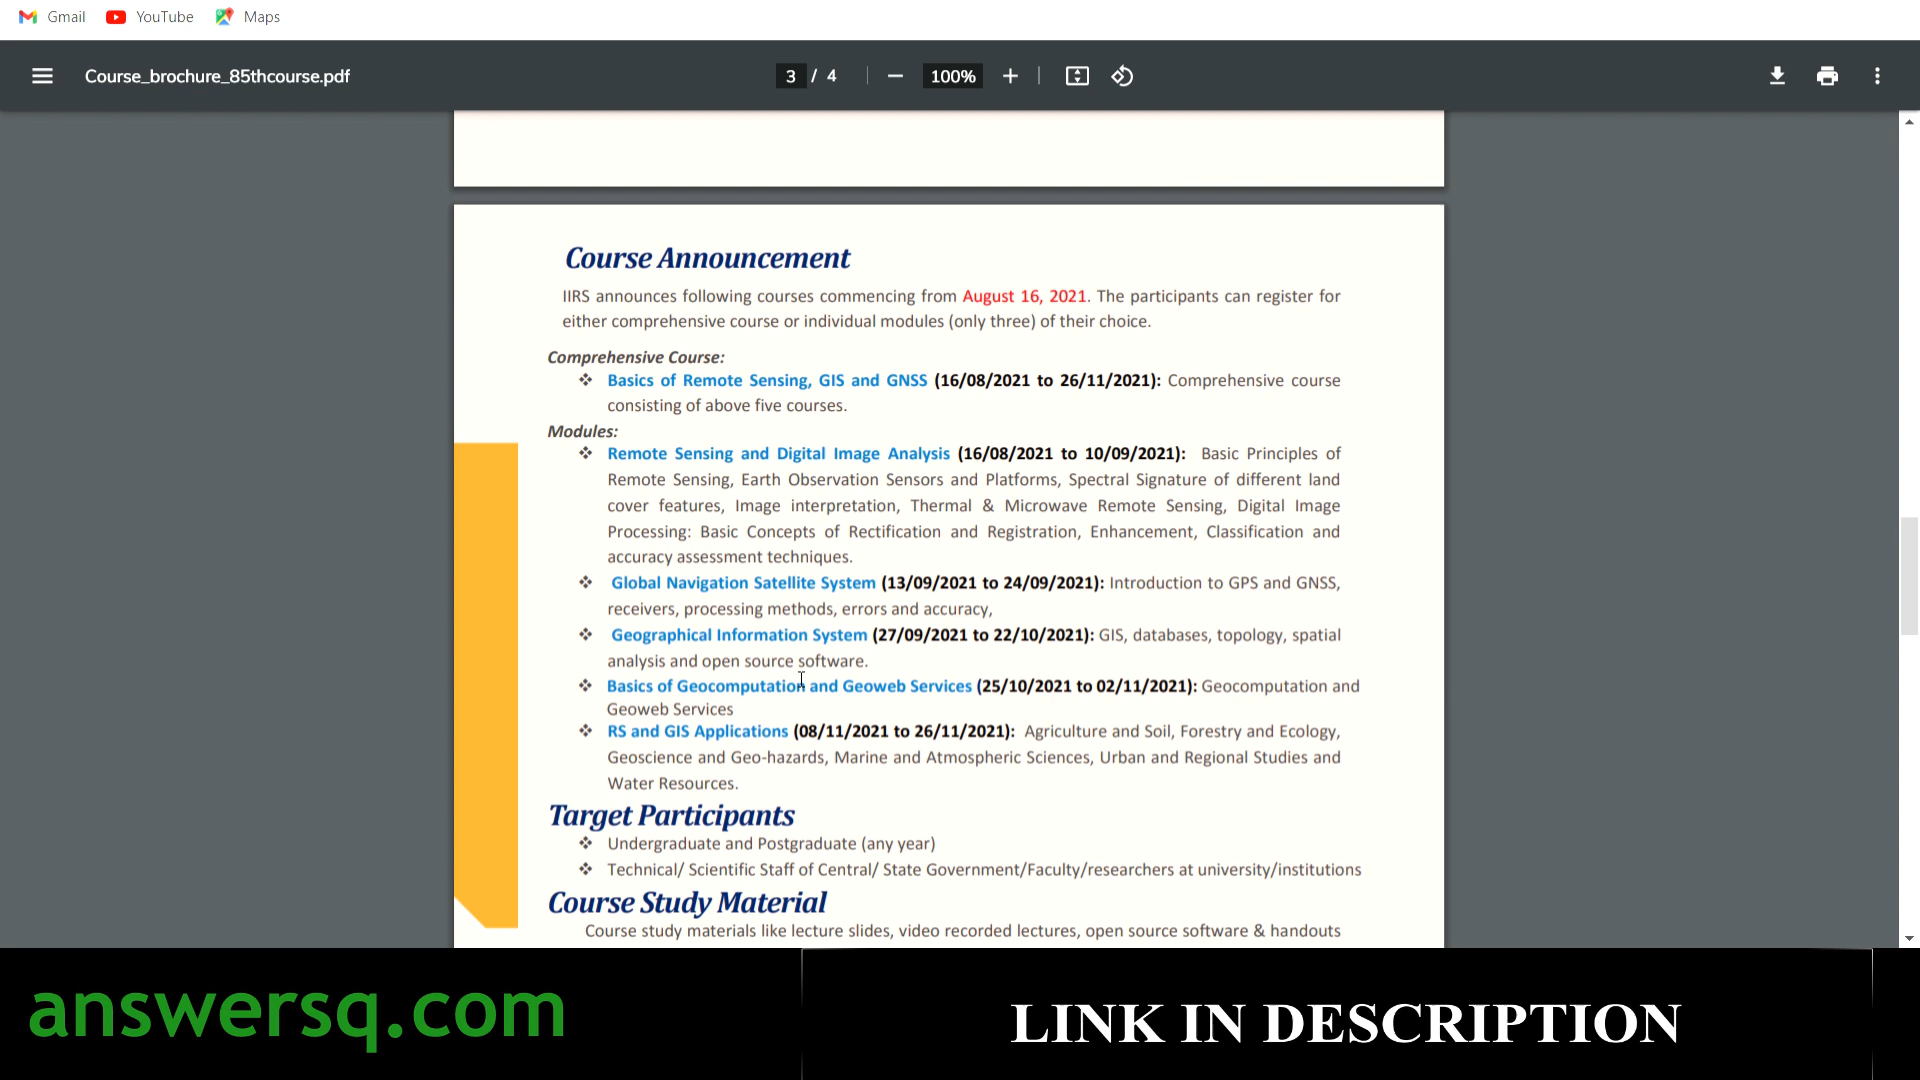 Gmail YouTube Maps
Course_brochure_85thcourse.pdf 3 / 4 100%
Course Announcement
IIRS announces following courses commencing from August 16, 2021. The participants can register for
either comprehensive course or individual modules (only three) of their choice.
Comprehensive Course:
❖ Basics of Remote Sensing, GIS and GNSS (16/08/2021 to 26/11/2021): Comprehensive course
consisting of above five courses.
Modules:
❖ Remote Sensing and Digital Image Analysis (16/08/2021 to 10/09/2021): Basic Principles of
Remote Sensing, Earth Observation Sensors and Platforms, Spectral Signature of different land
cover features, Image interpretation, Thermal & Microwave Remote Sensing, Digital Image
Processing: Basic Concepts of Rectification and Registration, Enhancement, Classification and
accuracy assessment techniques.
❖ Global Navigation Satellite System (13/09/2021 to 24/09/2021): Introduction to GPS and GNSS,
receivers, processing methods, errors and accuracy,
❖ Geographical Information System (27/09/2021 to 22/10/2021): GIS, databases, topology, spatial
analysis and open source software.
❖ Basics of Geocomputation and Geoweb Services (25/10/2021 to 02/11/2021): Geocomputation and
Geoweb Services
❖ RS and GIS Applications (08/11/2021 to 26/11/2021): Agriculture and Soil, Forestry and Ecology,
Geoscience and Geo-hazards, Marine and Atmospheric Sciences, Urban and Regional Studies and
Water Resources.
Target Participants
❖ Undergraduate and Postgraduate (any year)
❖ Technical/ Scientific Staff of Central/ State Government/Faculty/researchers at university/institutions
Course Study Material
Course study materials like lecture slides, video recorded lectures, open source software & handouts
answersq.com
LINK IN DESCRIPTION